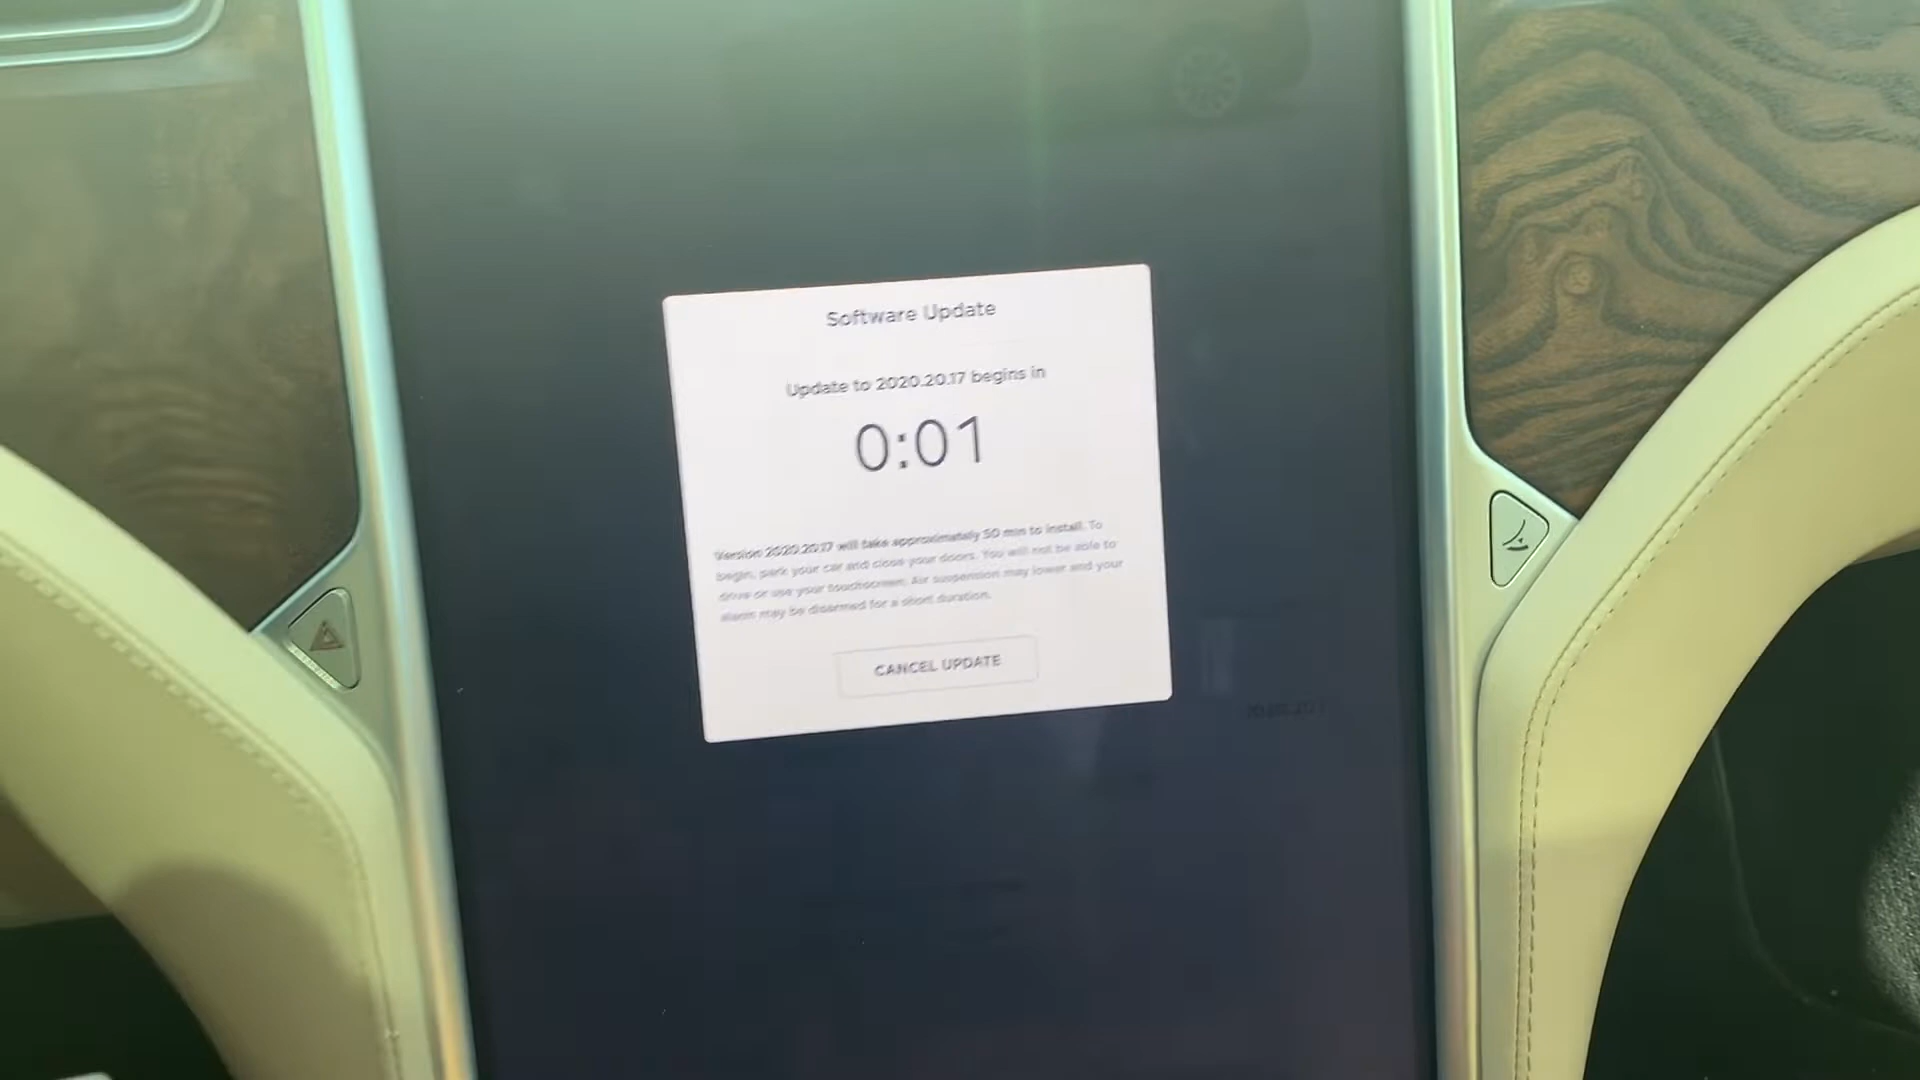 Software Update
Update to 2020.20.17 begins in
0:01
Version 2020.20.17 will take approximately 50 min to install. To
begin, park your car and close your doors. You will not be able to
drive or use your touchscreen. Air suspension may lower and your
alarm may be disarmed for a short duration.
CANCEL UPDATE